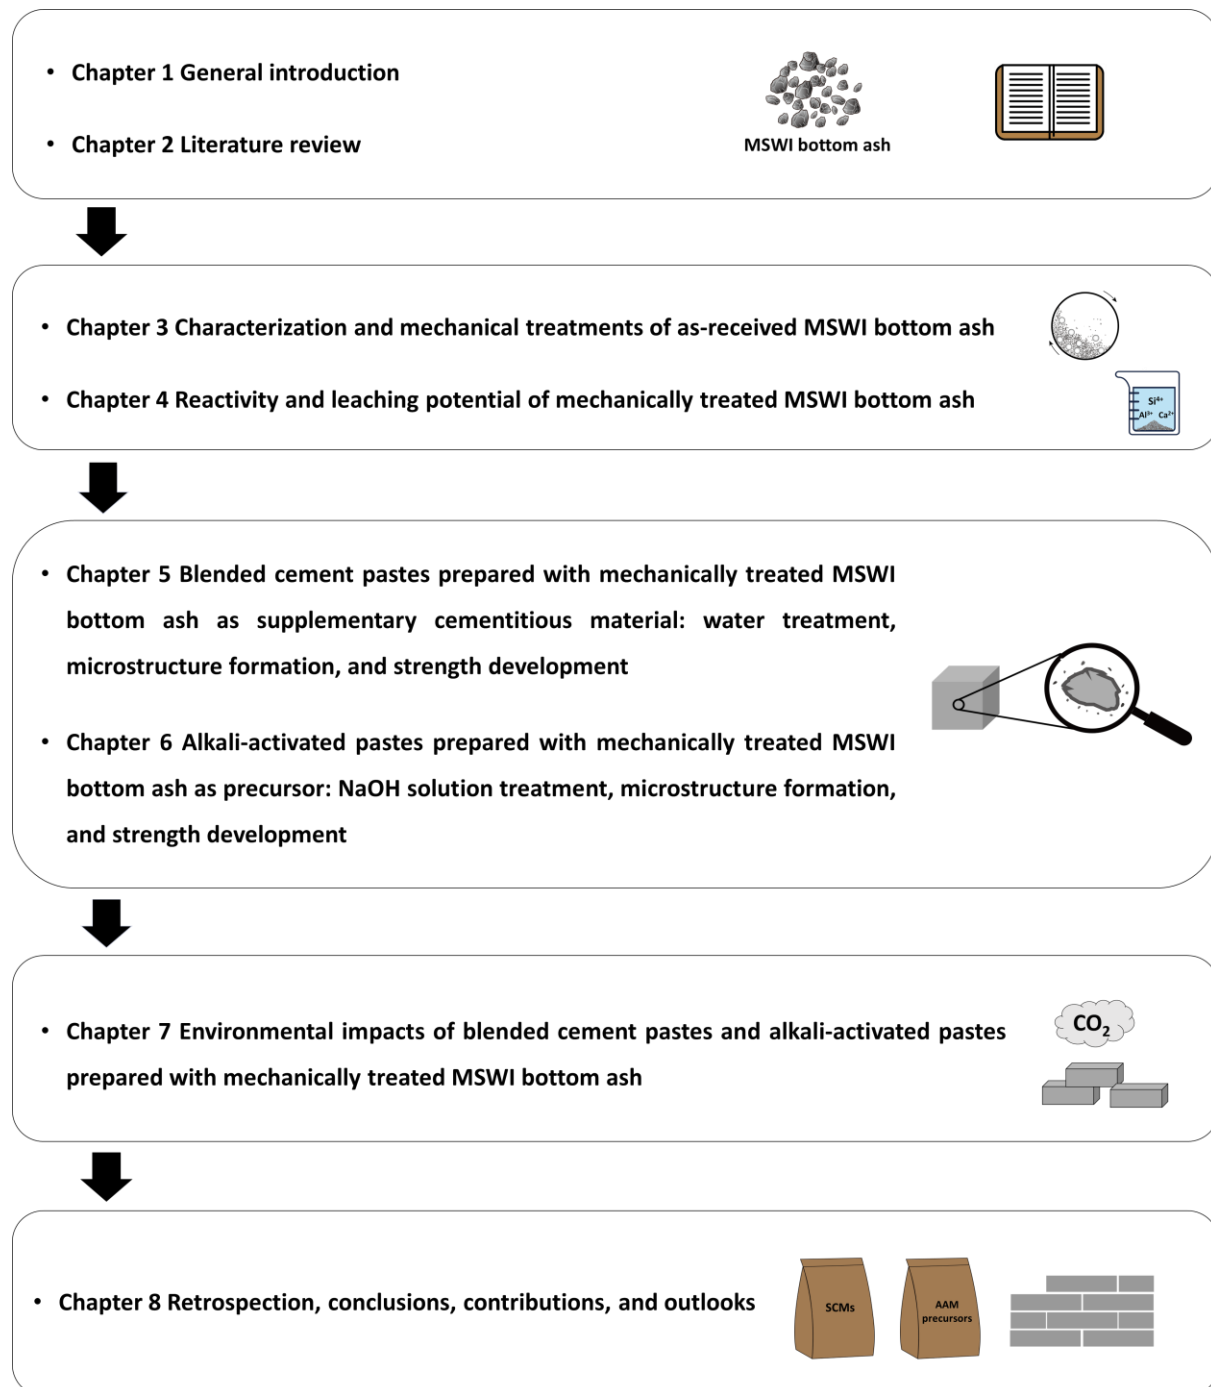 • Chapter 1 General introduction
• Chapter 2 Literature review
MSWI bottom ash
• Chapter 3 Characterization and mechanical treatments of as-received MSWI bottom ash
• Chapter 4 Reactivity and leaching potential of mechanically treated MSWI bottom ash
Si⁴⁺
Al³⁺ Ca²⁺
• Chapter 5 Blended cement pastes prepared with mechanically treated MSWI
bottom ash as supplementary cementitious material: water treatment,
microstructure formation, and strength development
• Chapter 6 Alkali-activated pastes prepared with mechanically treated MSWI
bottom ash as precursor: NaOH solution treatment, microstructure formation,
and strength development
• Chapter 7 Environmental impacts of blended cement pastes and alkali-activated pastes
prepared with mechanically treated MSWI bottom ash
CO₂
• Chapter 8 Retrospection, conclusions, contributions, and outlooks
SCMs
AAM
precursors